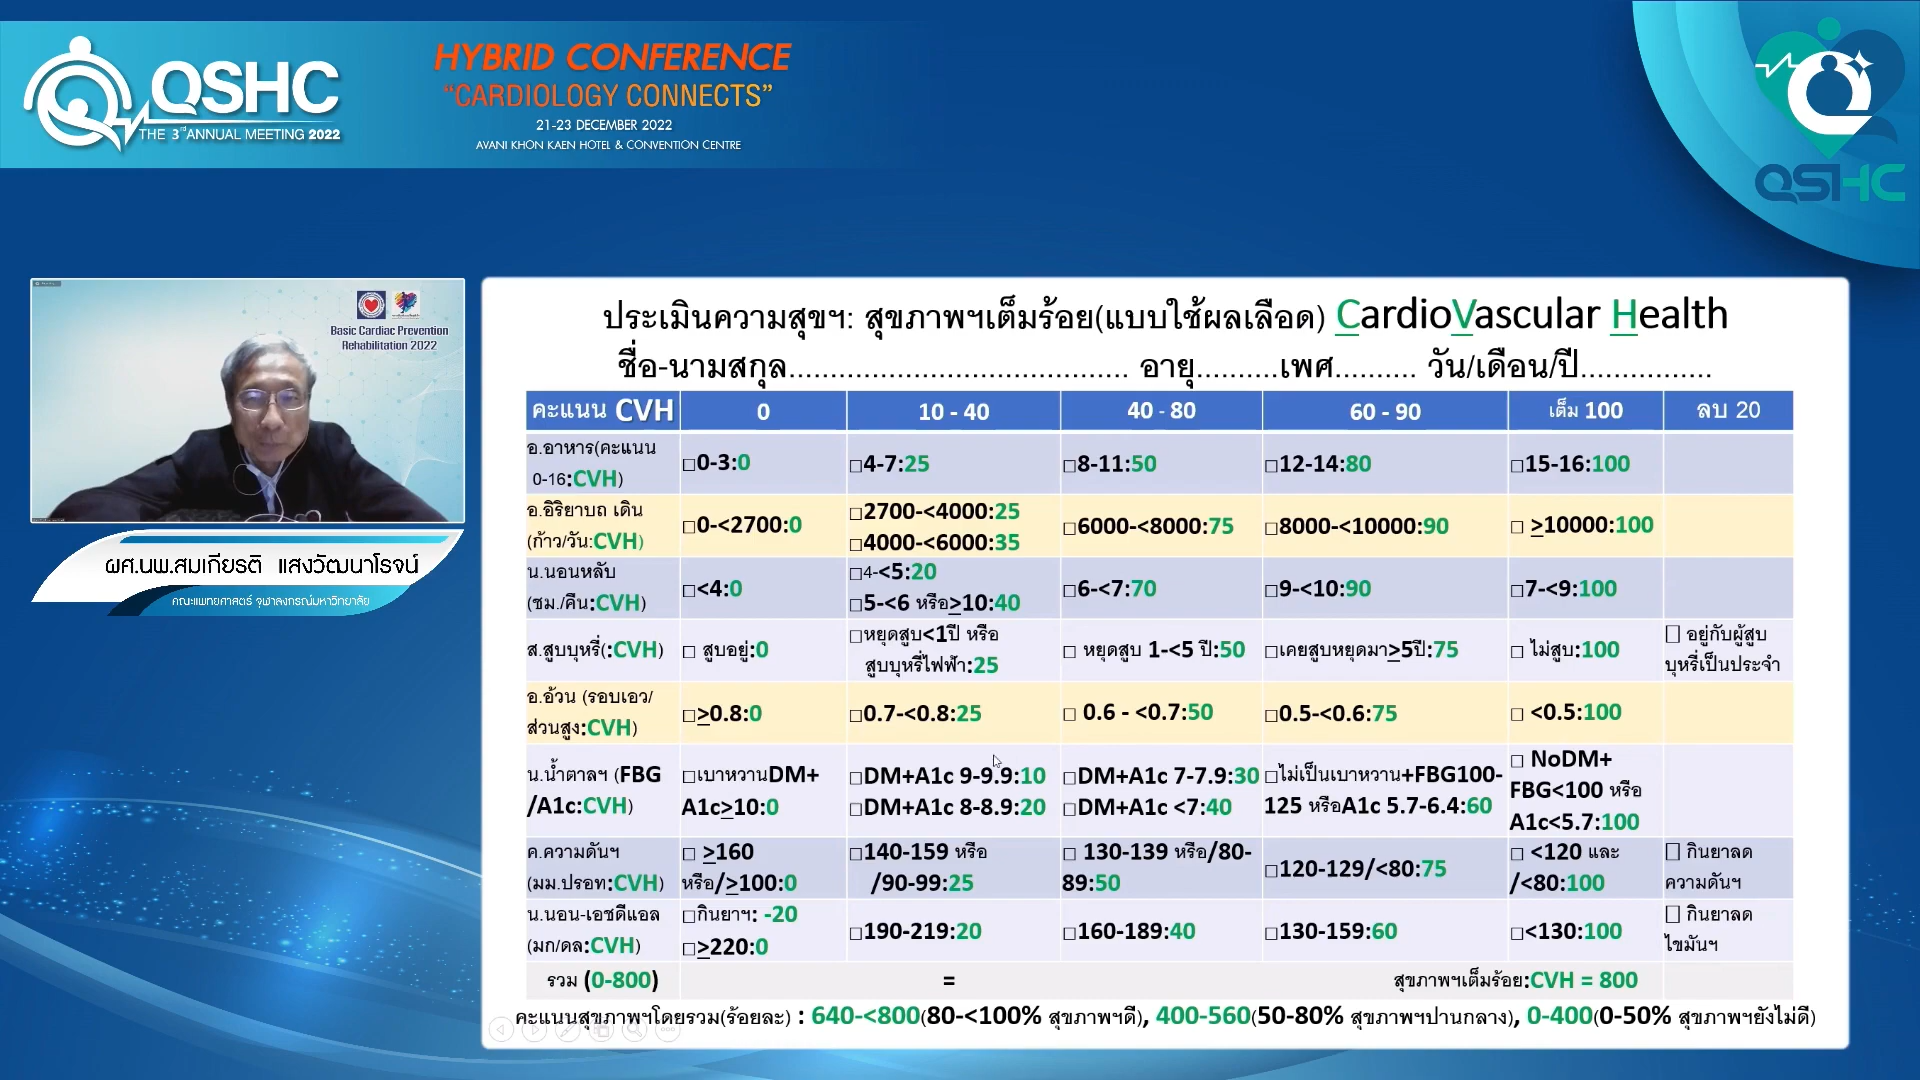 QSHC
THE 3rd ANNUAL MEETING 2022
HYBRID CONFERENCE
“CARDIOLOGY CONNECTS”
21-23 DECEMBER 2022
AVANI KHON KAEN HOTEL & CONVENTION CENTRE
QSHC
Basic Cardiac Prevention
Rehabilitation 2022
ผศ.นพ.สมเกียรติ แสงวัฒนาโรจน์
คณะแพทยศาสตร์ จุฬาลงกรณ์มหาวิทยาลัย
ประเมินความสุขฯ: สุขภาพฯเต็มร้อย(แบบใช้ผลเลือด) CardioVascular Health
ชื่อ-นามสกุล......................................... อายุ..........เพศ.......... วัน/เดือน/ปี................
คะแนน CVH 0 10 - 40 40 - 80 60 - 90 เต็ม 100 ลบ 20
อ.อาหาร(คะแนน
0-16:CVH) □0-3:0 □4-7:25 □8-11:50 □12-14:80 □15-16:100
อ.อิริยาบถ เดิน
(ก้าว/วัน:CVH) □0-<2700:0 □2700-<4000:25
□4000-<6000:35 □6000-<8000:75 □8000-<10000:90 □ ≥10000:100
น.นอนหลับ
(ชม./คืน:CVH) □<4:0 □4-<5:20
□5-<6 หรือ≥10:40 □6-<7:70 □9-<10:90 □7-<9:100
ส.สูบบุหรี่(:CVH) □ สูบอยู่:0 □หยุดสูบ<1ปี หรือ
สูบบุหรี่ไฟฟ้า:25 □ หยุดสูบ 1-<5 ปี:50 □เคยสูบหยุดมา≥5ปี:75 □ ไม่สูบ:100 □ อยู่กับผู้สูบ
บุหรี่เป็นประจำ
อ.อ้วน (รอบเอว/
ส่วนสูง:CVH) □≥0.8:0 □0.7-<0.8:25 □ 0.6 - <0.7:50 □0.5-<0.6:75 □ <0.5:100
น.น้ำตาลฯ (FBG
/A1c:CVH) □เบาหวานDM+
A1c≥10:0 □DM+A1c 9-9.9:10
□DM+A1c 8-8.9:20 □DM+A1c 7-7.9:30
□DM+A1c <7:40 □ไม่เป็นเบาหวาน+FBG100-
125 หรือA1c 5.7-6.4:60 □ NoDM+
FBG<100 หรือ
A1c<5.7:100
ค.ความดันฯ
(มม.ปรอท:CVH) □ ≥160
หรือ/≥100:0 □140-159 หรือ
/90-99:25 □ 130-139 หรือ/80-
89:50 □120-129/<80:75 □ <120 และ
/<80:100 □ กินยาลด
ความดันฯ
น.นอน-เอชดีแอล
(มก/ดล:CVH) □กินยาฯ: -20
□≥220:0 □190-219:20 □160-189:40 □130-159:60 □<130:100 □ กินยาลด
ไขมันฯ
รวม (0-800) = สุขภาพฯเต็มร้อย:CVH = 800
คะแนนสุขภาพฯโดยรวม(ร้อยละ) : 640-<800(80-<100% สุขภาพฯดี), 400-560(50-80% สุขภาพฯปานกลาง), 0-400(0-50% สุขภาพฯยังไม่ดี)